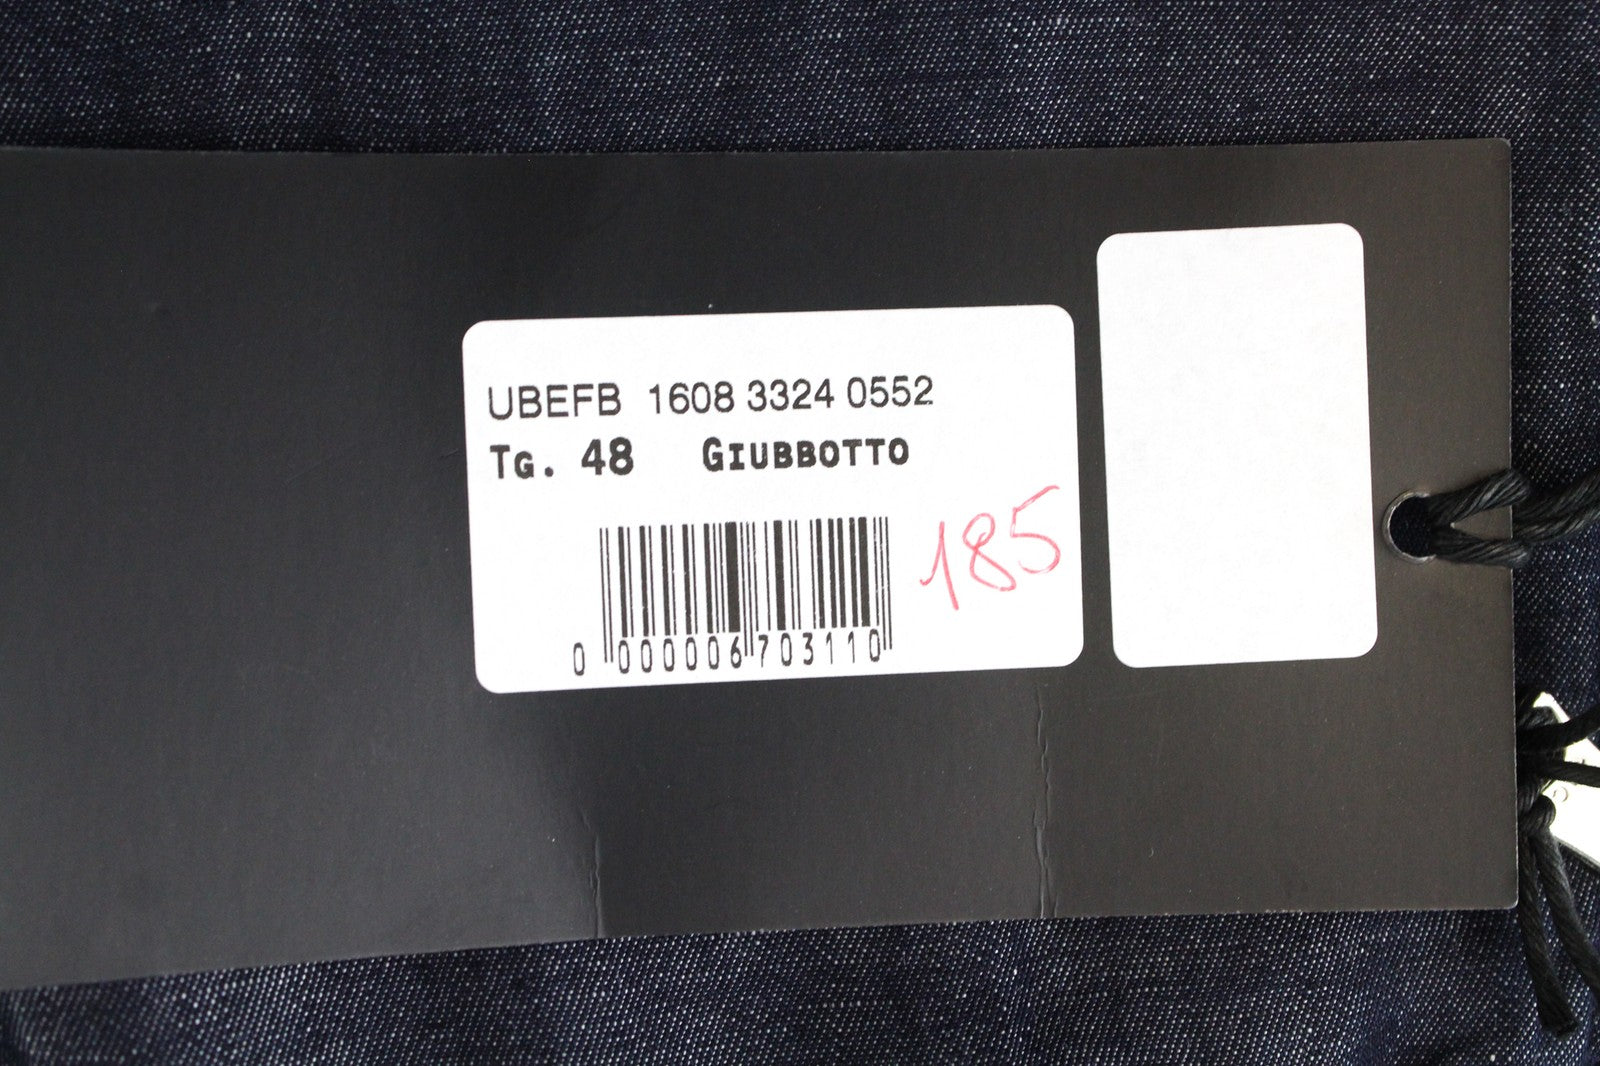 UBEFB 1608 3324 0552
TG. 48 GIUBBOTTO
185
0 000006 703110